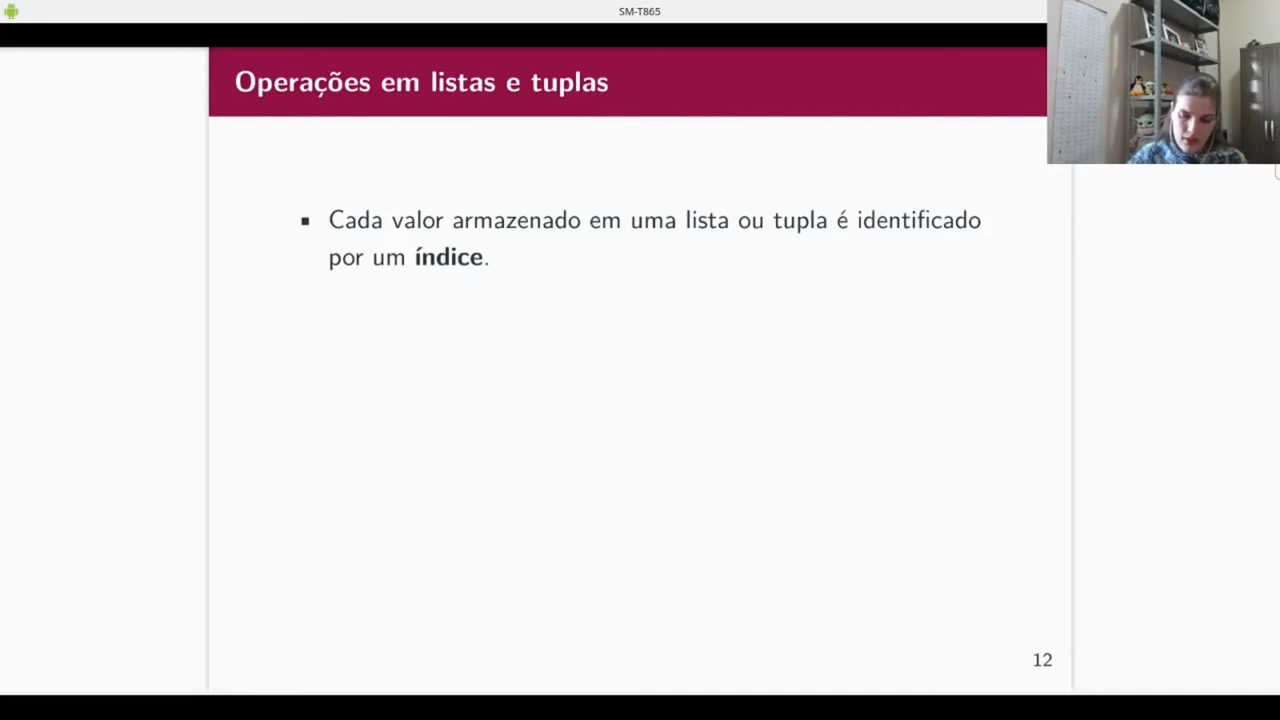 SM-T865
Operações em listas e tuplas
▪ Cada valor armazenado em uma lista ou tupla é identificado
por um índice.
12